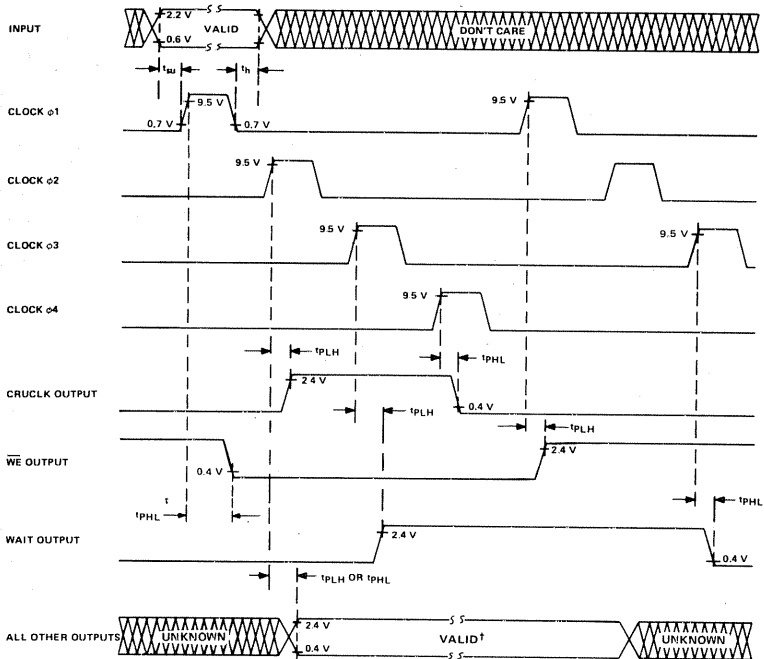 INPUT
2.2 V
0.6 V
VALID
DON'T CARE
tsu
th
CLOCK φ1
9.5 V
0.7 V
0.7 V
9.5 V
CLOCK φ2
9.5 V
CLOCK φ3
9.5 V
9.5 V
CLOCK φ4
9.5 V
tPLH
tPHL
CRUCLK OUTPUT
2.4 V
0.4 V
tPLH
tPLH
WE OUTPUT
0.4 V
2.4 V
tPHL
tPHL
WAIT OUTPUT
2.4 V
0.4 V
tPLH OR tPHL
ALL OTHER OUTPUTS
UNKNOWN
2.4 V
0.4 V
VALID†
UNKNOWN